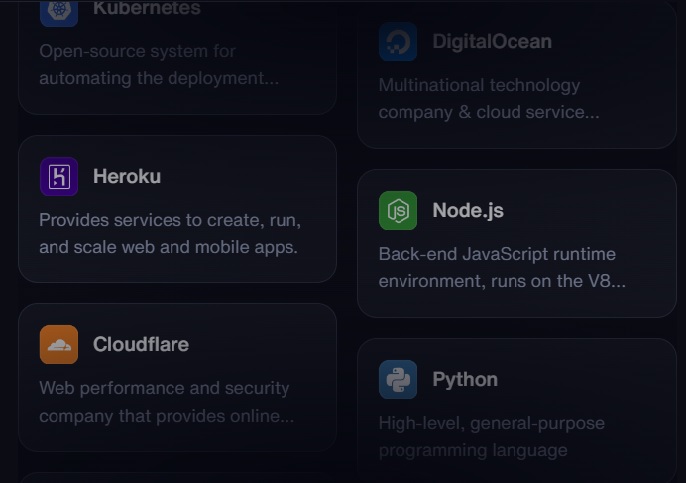 Kubernetes
Open-source system for
automating the deployment...
Heroku
Provides services to create, run,
and scale web and mobile apps.
Cloudflare
Web performance and security
company that provides online...
DigitalOcean
Multinational technology
company & cloud service...
JS
Node.js
Back-end JavaScript runtime
environment, runs on the V8...
Python
High-level, general-purpose
programming language